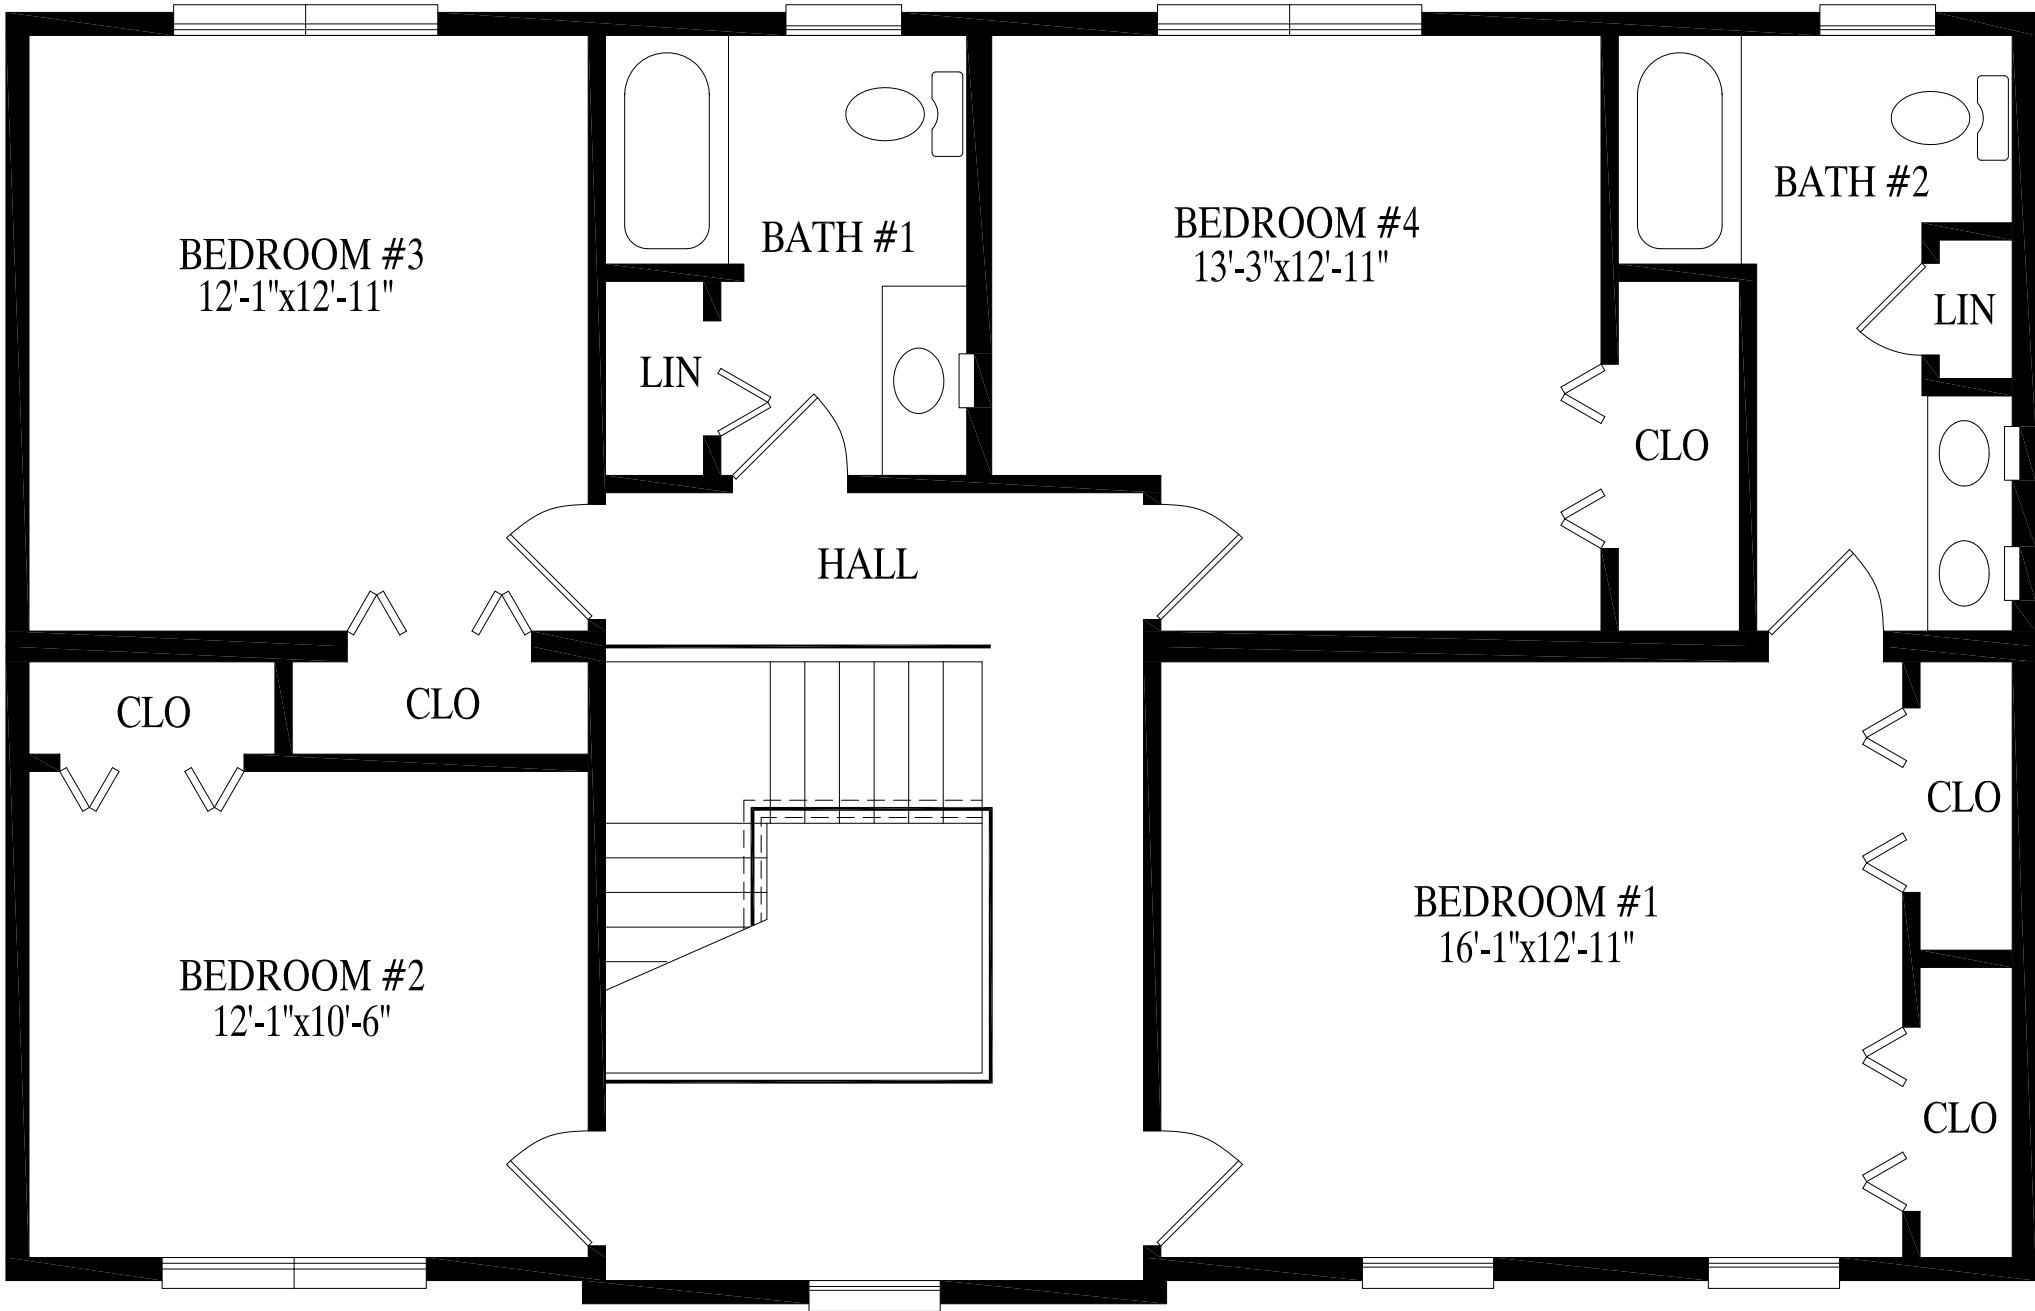 BEDROOM #3
12'-1"x12'-11"
BATH #1
LIN
BEDROOM #4
13'-3"x12'-11"
BATH #2
LIN
CLO
HALL
CLO
CLO
BEDROOM #2
12'-1"x10'-6"
BEDROOM #1
16'-1"x12'-11"
CLO
CLO